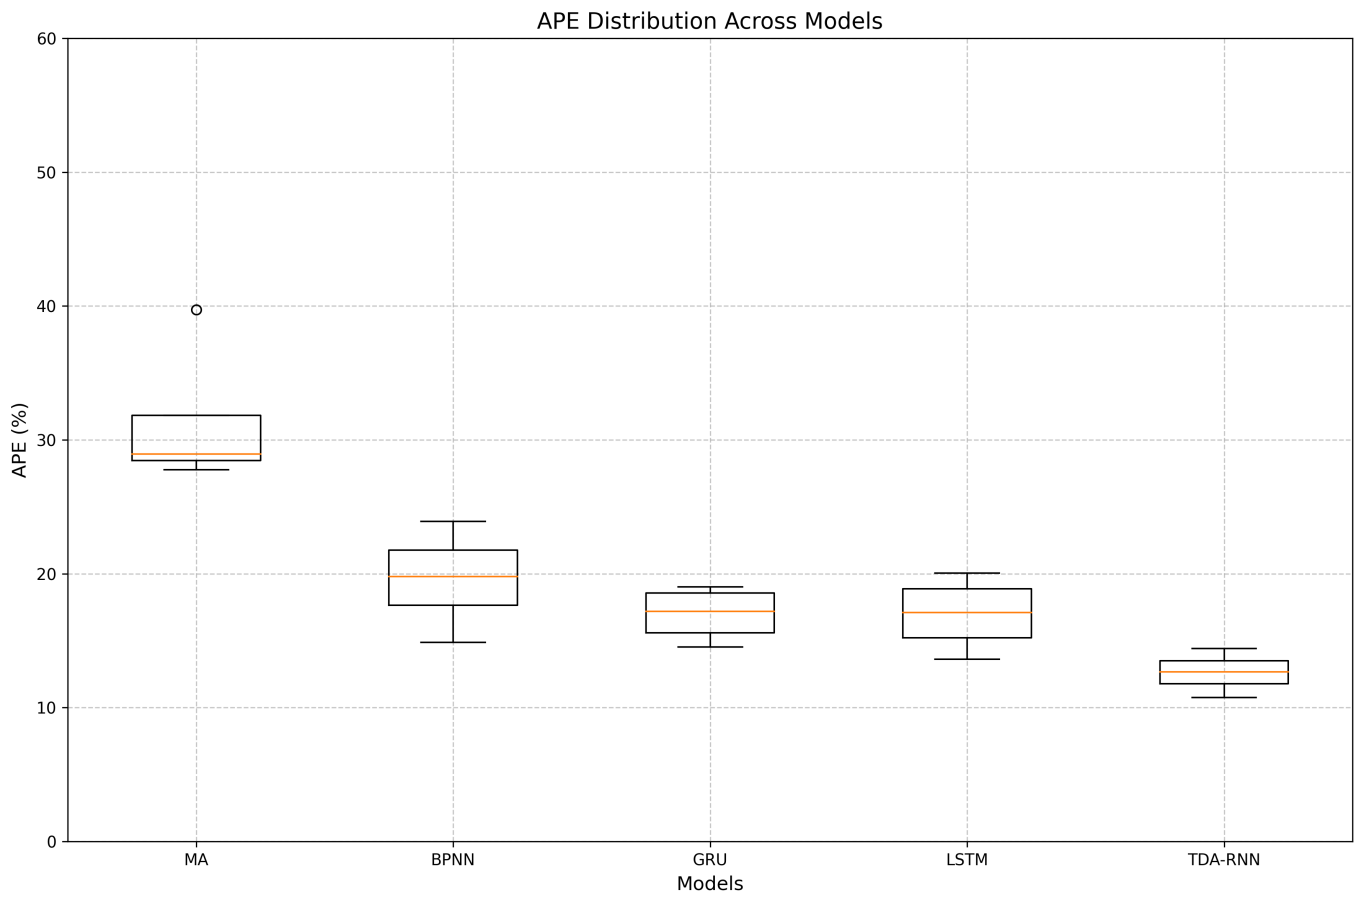 APE Distribution Across Models
60
50
40
30
20
10
0
APE (%)
MA BPNN GRU LSTM TDA-RNN
Models